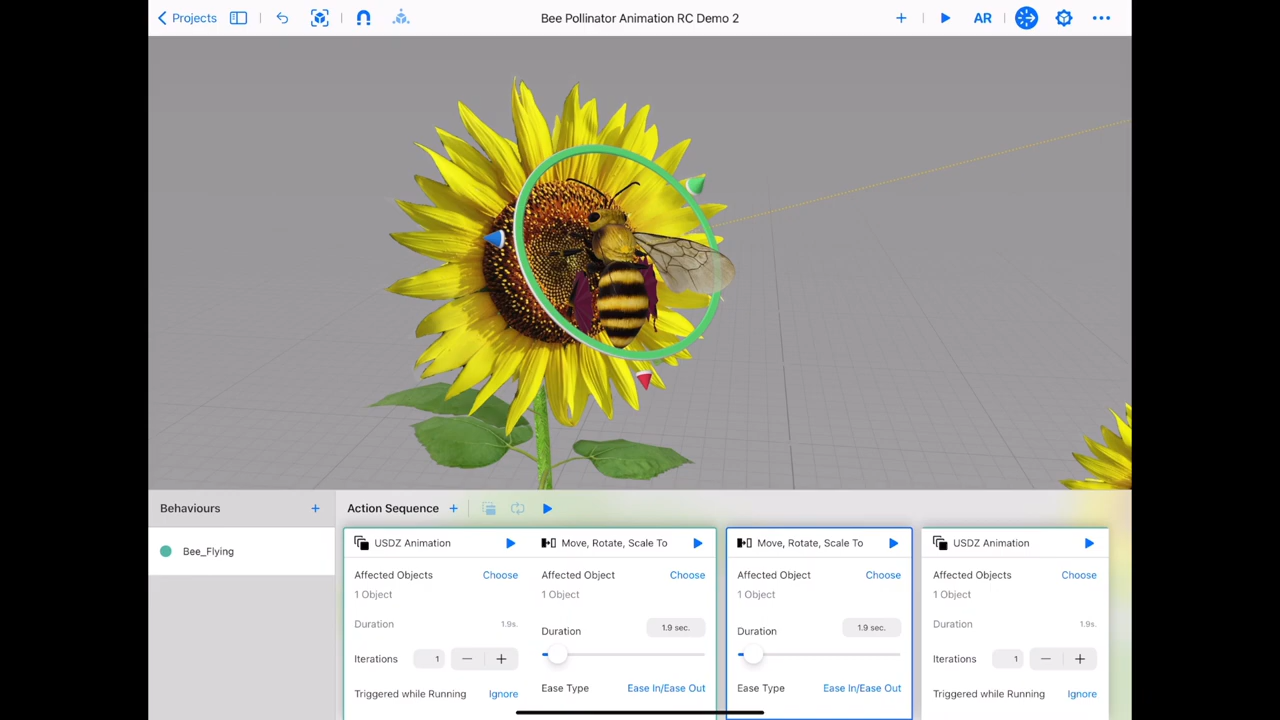 Projects
Bee Pollinator Animation RC Demo 2
AR
Behaviours
Action Sequence
Bee_Flying
USDZ Animation
Affected Objects Choose
1 Object
Duration 1.9s.
Iterations 1
Triggered while Running Ignore
Move, Rotate, Scale To
Affected Object Choose
1 Object
Duration 1.9 sec.
Ease Type Ease In/Ease Out
Move, Rotate, Scale To
Affected Object Choose
1 Object
Duration 1.9 sec.
Ease Type Ease In/Ease Out
USDZ Animation
Affected Objects Choose
1 Object
Duration 1.9s.
Iterations 1
Triggered while Running Ignore